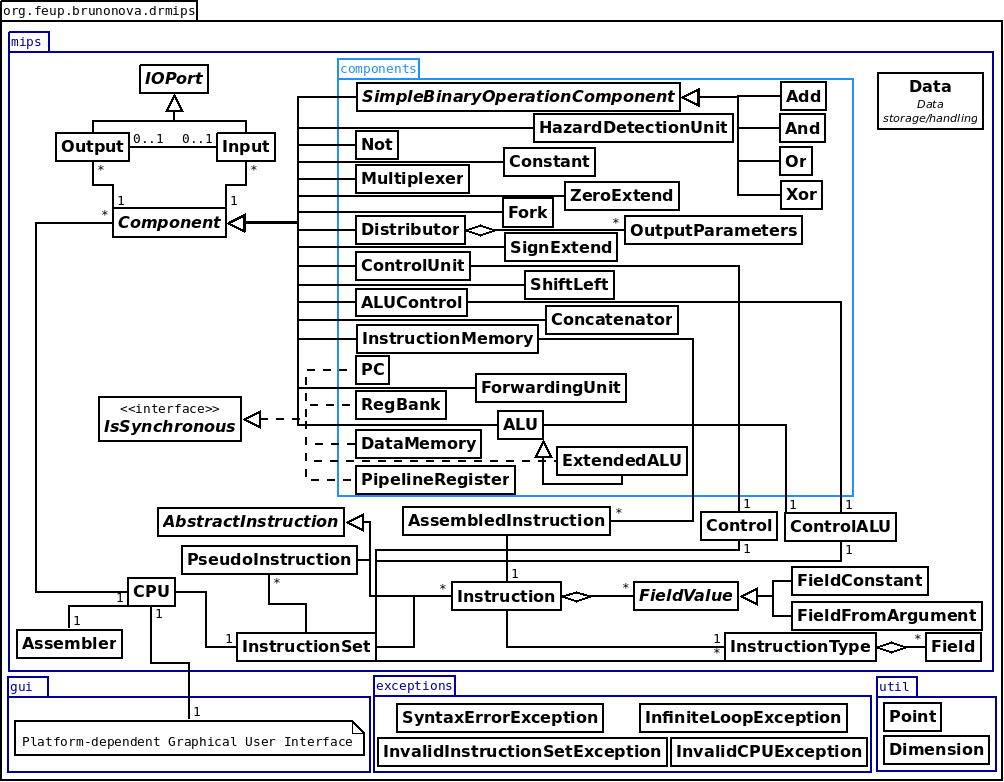 org.feup.brunonova.drmips
mips
components
IOPort
SimpleBinaryOperationComponent
Add
Data
Data
storage/handling
Output
0..1
0..1
Input
HazardDetectionUnit
And
Not
Constant
Or
*
*
Multiplexer
ZeroExtend
Xor
1
1
*
Component
Fork
Distributor
*
OutputParameters
SignExtend
ControlUnit
ShiftLeft
ALUControl
Concatenator
InstructionMemory
PC
ForwardingUnit
<<interface>>
IsSynchronous
RegBank
ALU
DataMemory
ExtendedALU
PipelineRegister
1
1
1
AbstractInstruction
AssembledInstruction
*
Control
ControlALU
1
1
PseudoInstruction
*
1
CPU
1
1
*
Instruction
*
FieldValue
FieldConstant
FieldFromArgument
1
Assembler
1
InstructionSet
1
*
InstructionType
*
Field
gui
1
Platform-dependent Graphical User Interface
exceptions
SyntaxErrorException
InfiniteLoopException
InvalidInstructionSetException
InvalidCPUException
util
Point
Dimension